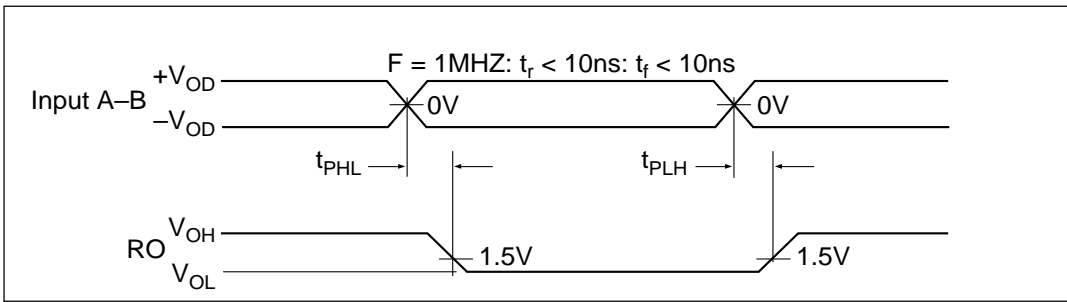 F = 1MHZ: tr < 10ns: tf < 10ns
+VOD
Input A–B
0V
0V
–VOD
tPHL
tPLH
VOH
RO
1.5V
1.5V
VOL